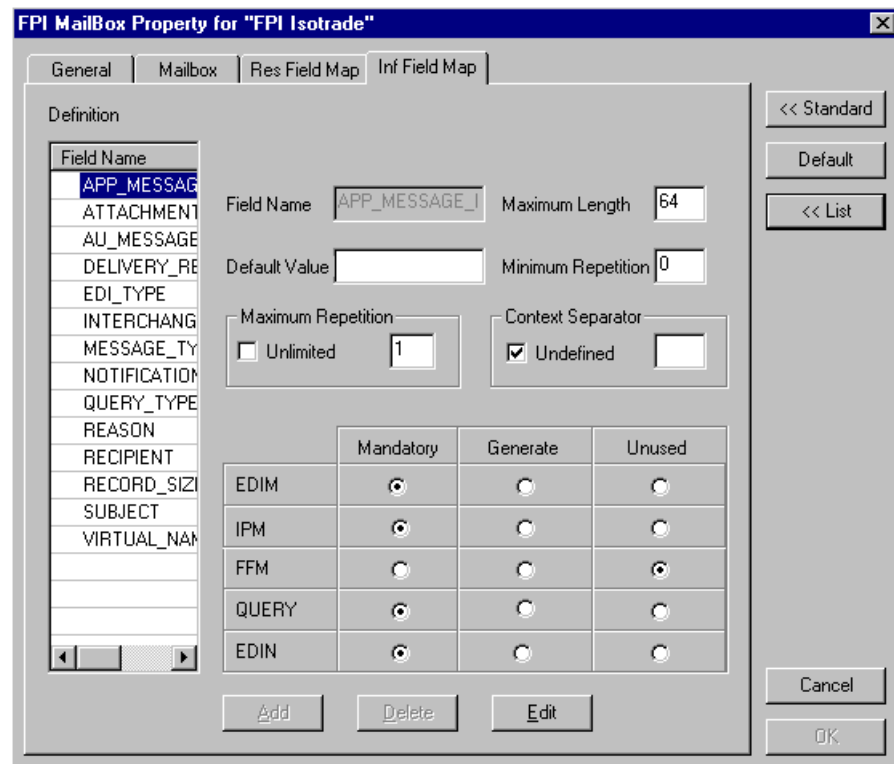 FPI MailBox Property for "FPI Isotrade"
General Mailbox Res Field Map Inf Field Map
<< Standard
Default
<< List
Definition
Field Name
APP_MESSAG
ATTACHMENT
AU_MESSAGE
DELIVERY_RE
EDI_TYPE
INTERCHANG
MESSAGE_TY
NOTIFICATION
QUERY_TYPE
REASON
RECIPIENT
RECORD_SIZI
SUBJECT
VIRTUAL_NAM
Field Name APP_MESSAGE_I Maximum Length 64
Default Value Minimum Repetition 0
Maximum Repetition Context Separator
Unlimited 1 Undefined
Mandatory Generate Unused
EDIM
IPM
FFM
QUERY
EDIN
Add Delete Edit
Cancel
OK